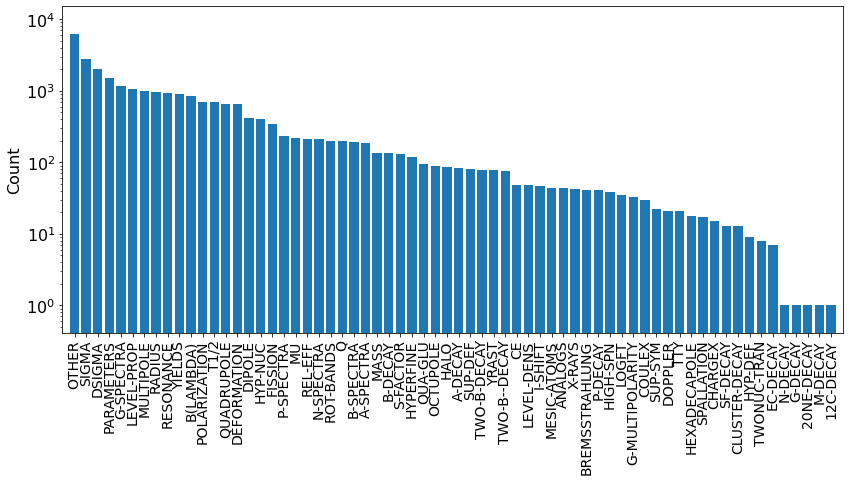 Count
10⁴
10³
10²
10¹
10⁰
OTHER
SIGMA
DSIGMA
PARAMETERS
G-SPECTRA
LEVEL-PROP
MULTIPOLE
RADIUS
RESONANCE
YIELDS
B(LAMBDA)
POLARIZATION
T1/2
QUADRUPOLE
DEFORMATION
DIPOLE
HYP-NUC
FISSION
P-SPECTRA
MU
REL-EFF
N-SPECTRA
ROT-BANDS
Q
B-SPECTRA
A-SPECTRA
MASS
B-DECAY
S-FACTOR
HYPERFINE
QUA-GLU
OCTUPOLE
HALO
A-DECAY
SUP-DEF
TWO-B-DECAY
YRAST
TWO-B--DECAY
CE
LEVEL-DENS
I-SHIFT
MESIC-ATOMS
ANALOGS
X-RAYS
BREMSSTRAHLUNG
P-DECAY
HIGH-SPN
LOGFT
G-MULTIPOLALITY
COULEX
SUP-SYM
DOPPLER
TTY
HEXADECAPOLE
SPALLATION
CHARGEX
SF-DECAY
CLUSTER-DECAY
HYP-DEF
TWONUC-TRAN
EC-DECAY
N-DECAY
G-DECAY
20NE-DECAY
M-DECAY
12C-DECAY